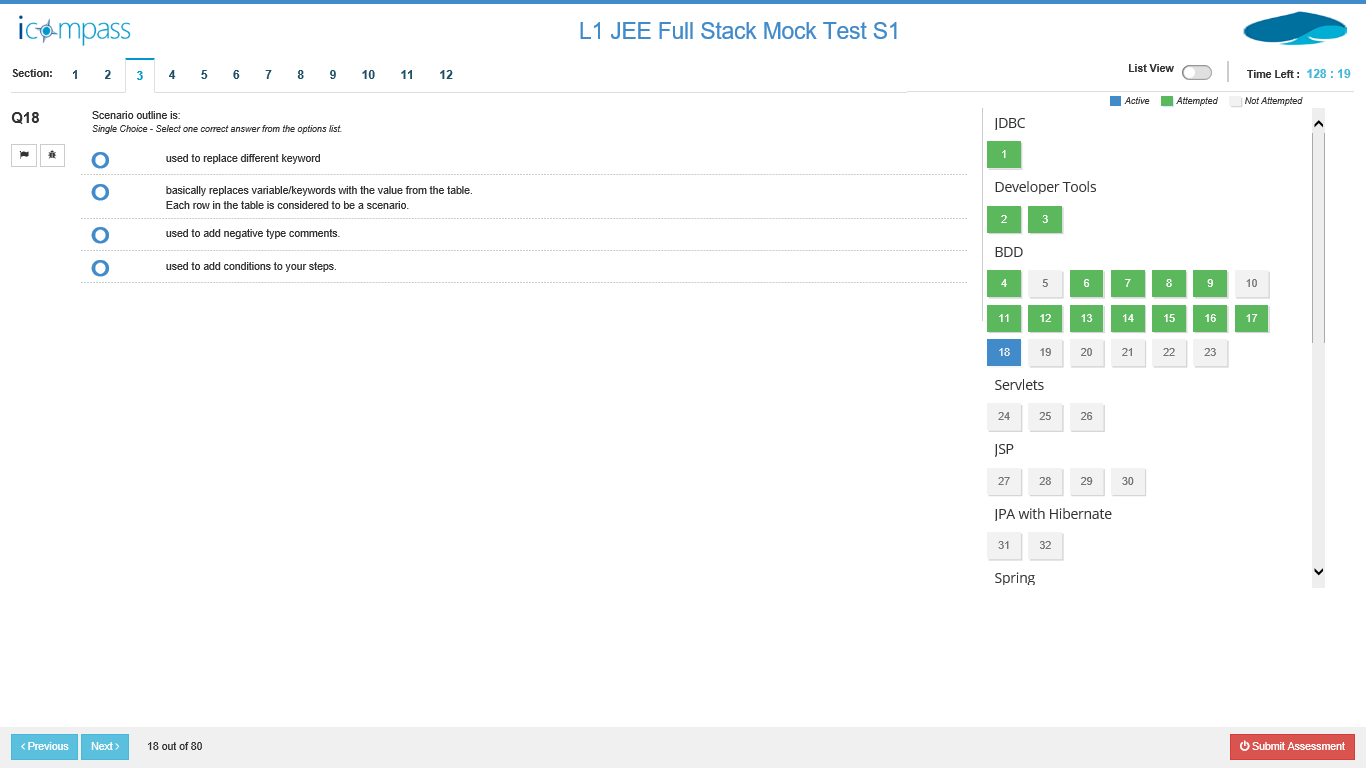 icompass
L1 JEE Full Stack Mock Test S1
Section: 1 2 3 4 5 6 7 8 9 10 11 12
List View
Time Left : 128 : 19
Active Attempted Not Attempted
Q18
Scenario outline is:
Single Choice - Select one correct answer from the options list.
used to replace different keyword
basically replaces variable/keywords with the value from the table.
Each row in the table is considered to be a scenario.
used to add negative type comments.
used to add conditions to your steps.
JDBC
1
Developer Tools
2 3
BDD
4 5 6 7 8 9 10
11 12 13 14 15 16 17
18 19 20 21 22 23
Servlets
24 25 26
JSP
27 28 29 30
JPA with Hibernate
31 32
Spring
‹ Previous
Next ›
18 out of 80
Submit Assessment